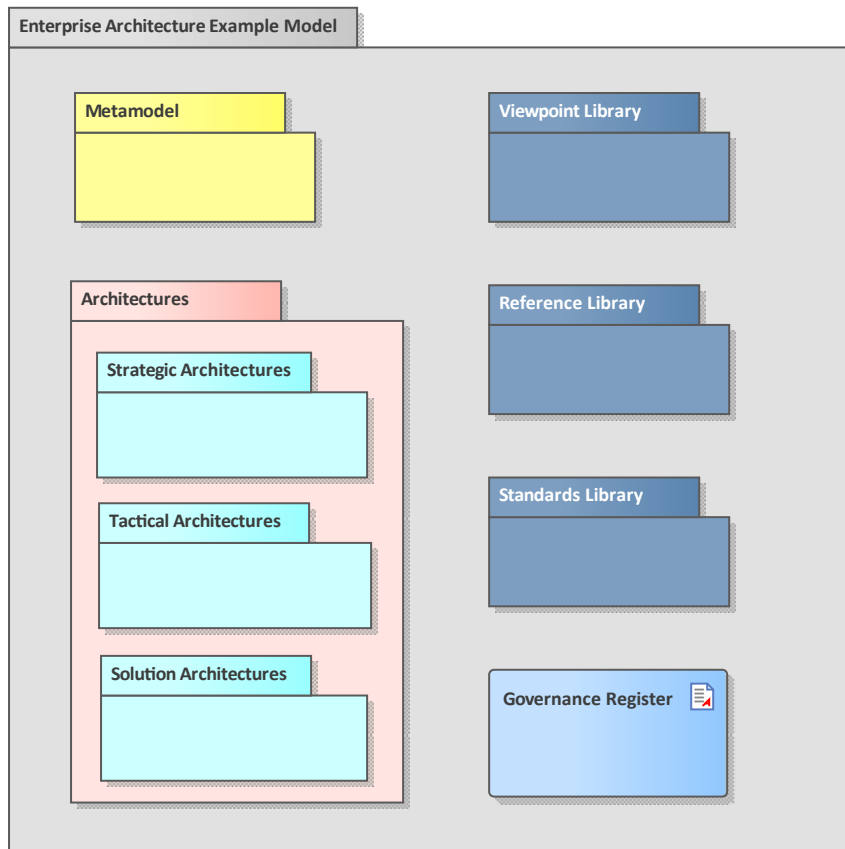 Enterprise Architecture Example Model
Metamodel
Viewpoint Library
Architectures
Reference Library
Strategic Architectures
Standards Library
Tactical Architectures
Solution Architectures
Governance Register